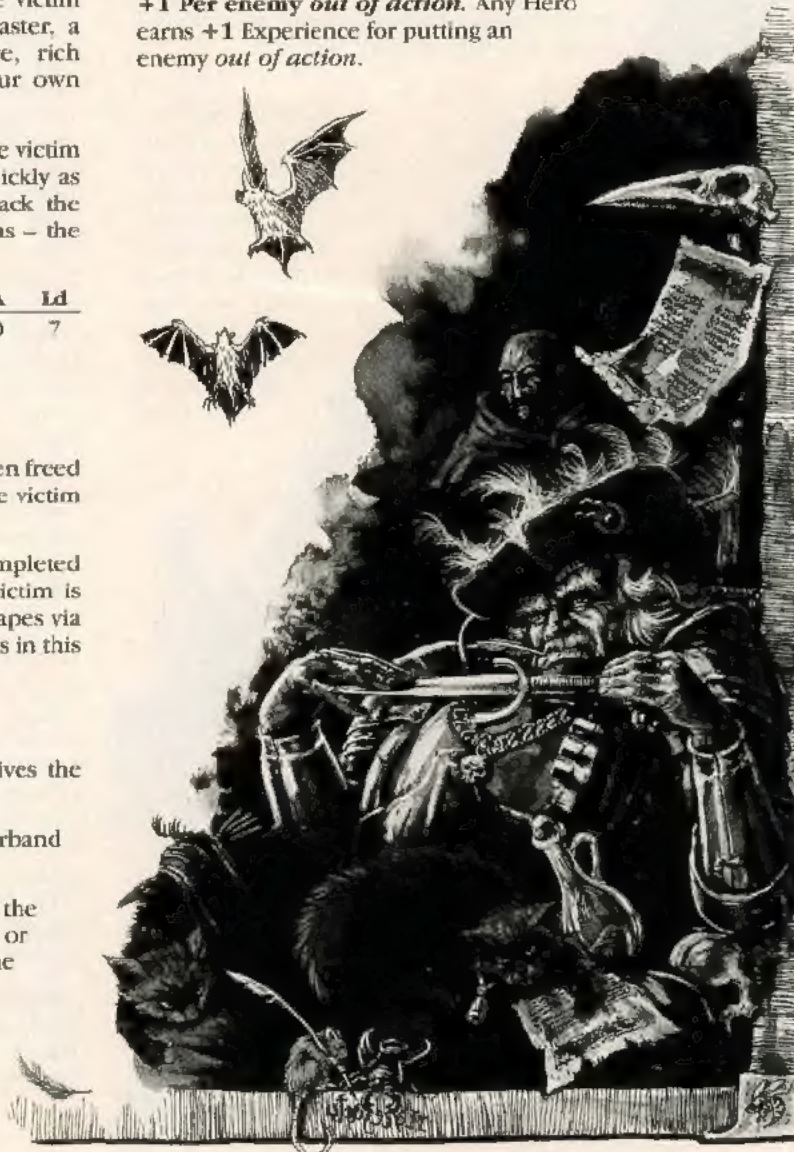 e victim
aster, a
e, rich
ur own
e victim
ickly as
ack the
ns – the
Ld
7
en freed
e victim
mpleted
ictim is
apes via
s in this
ives the
rband
the
or
ne
+1 Per enemy out of action. Any Hero
earns +1 Experience for putting an
enemy out of action.